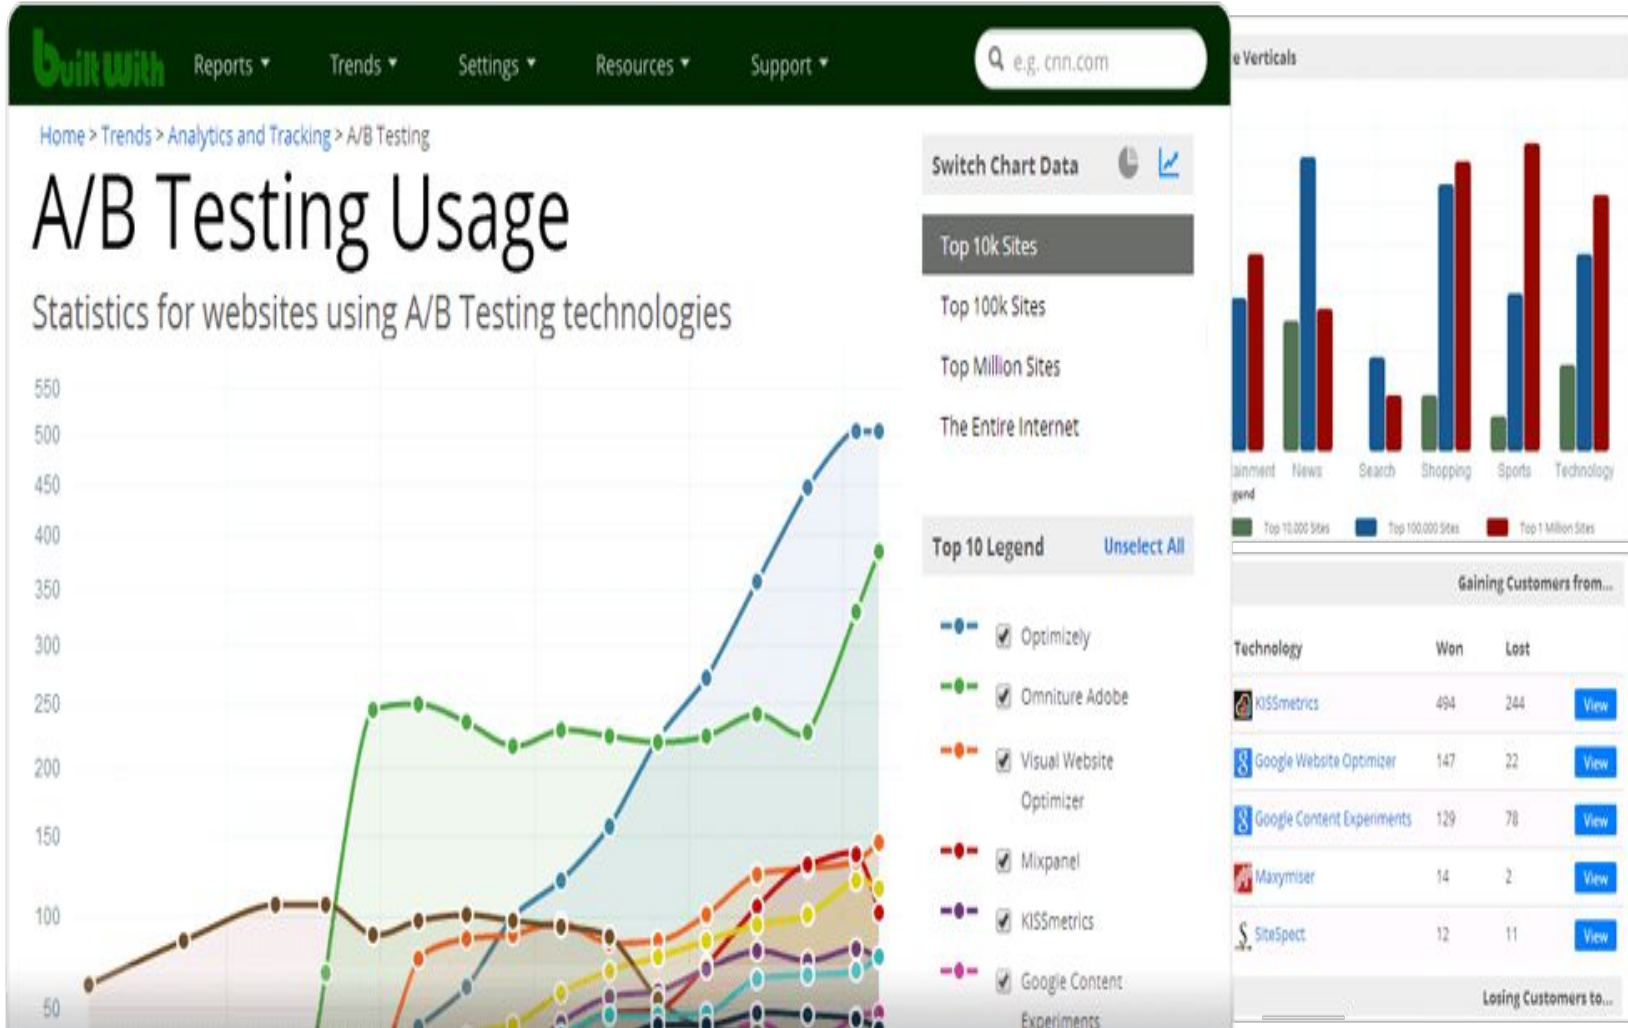 builtwith
Reports Trends Settings Resources Support
e.g. cnn.com
Home > Trends > Analytics and Tracking > A/B Testing
A/B Testing Usage
Statistics for websites using A/B Testing technologies
550
500
450
400
350
300
250
200
150
100
50
Switch Chart Data
Top 10k Sites
Top 100k Sites
Top Million Sites
The Entire Internet
Top 10 Legend Unselect All
Optimizely
Omniture Adobe
Visual Website
Optimizer
Mixpanel
KISSmetrics
Google Content
Experiments
e Verticals
tainment News Search Shopping Sports Technology
gend
Top 10,000 Sites Top 100,000 Sites Top 1 Million Sites
Gaining Customers from...
Technology Won Lost
KISSmetrics 494 244 View
Google Website Optimizer 147 22 View
Google Content Experiments 129 78 View
Maxymiser 14 2 View
SiteSpect 12 11 View
Losing Customers to...